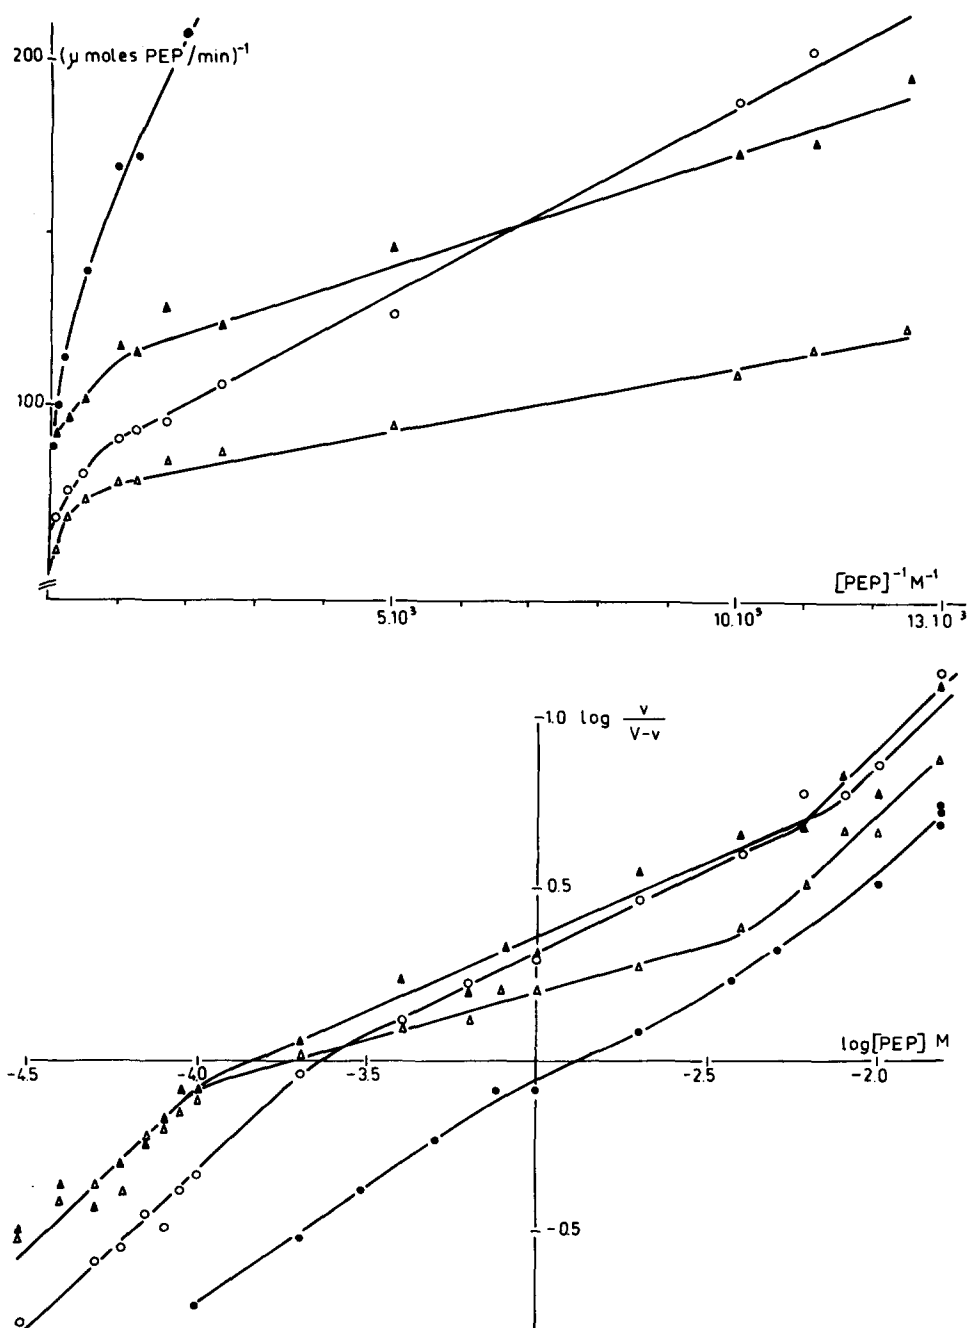 200 (μ moles PEP/min)⁻¹
100
[PEP]⁻¹ M⁻¹
5.10³ 10.10³ 13.10³
1.0 log v/V-v
0.5
log[PEP] M
-4.5 -4.0 -3.5 -2.5 -2.0
-0.5